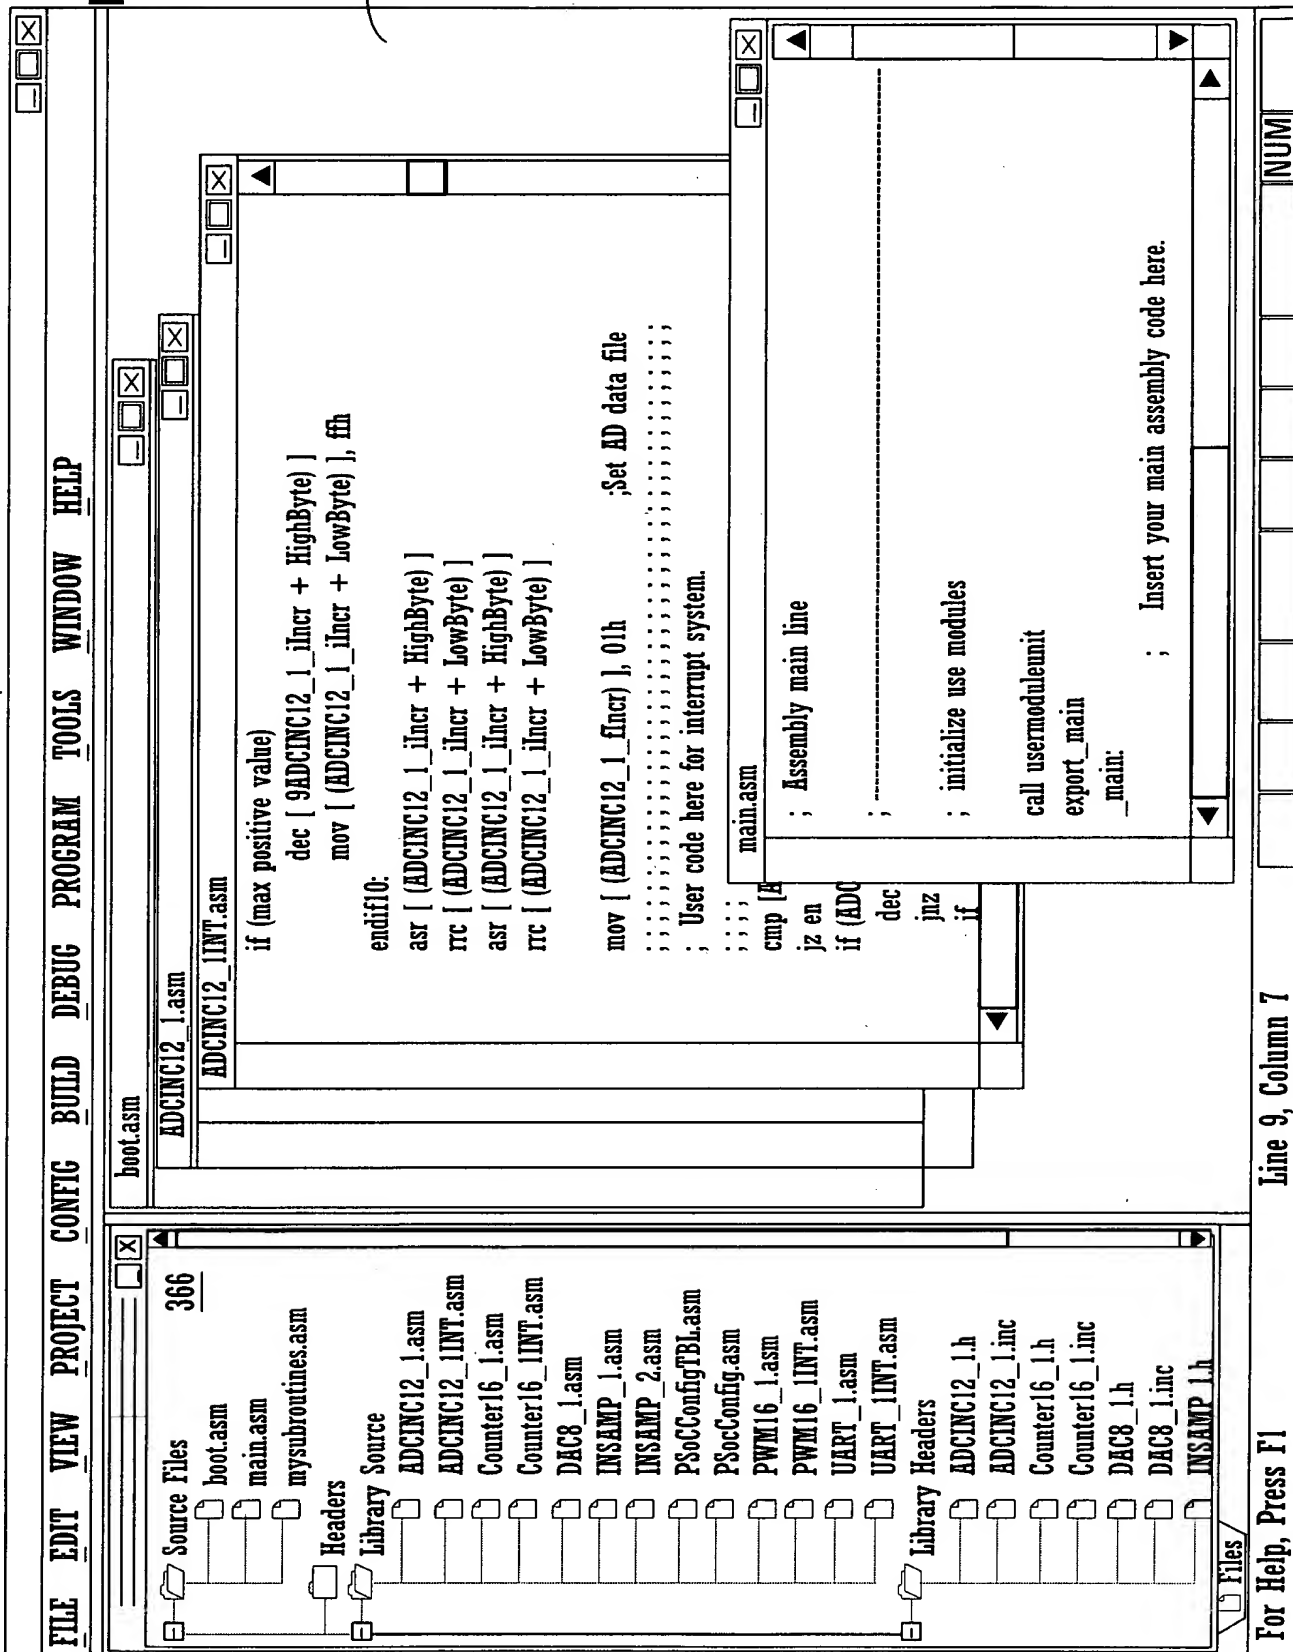 FILE EDIT VIEW PROJECT CONFIG BUILD DEBUG PROGRAM TOOLS WINDOW HELP
366
Source Files
boot.asm
main.asm
mysubroutines.asm
Headers
Library Source
ADCINC12_1.asm
ADCINC12_1INT.asm
Counter16_1.asm
Counter16_1INT.asm
DAC8_1.asm
INSAMP_1.asm
INSAMP_2.asm
PSoCConfigTBL.asm
PSocConfig.asm
PWM16_1.asm
PWM16_1INT.asm
UART_1.asm
UART_1INT.asm
Library Headers
ADCINC12_1.h
ADCINC12_1.inc
Counter16_1.h
Counter16_1.inc
DAC8_1.h
DAC8_1.inc
INSAMP_1.h
Files
boot.asm
ADCINC12_1.asm
ADCINC12_1INT.asm
if (max positive value)
dec [ 9ADCINC12_1_iIncr + HighByte) ]
mov [ (ADCINC12_1_iIncr + LowByte) ], ffh
endif10:
asr [ (ADCINC12_1_iIncr + HighByte) ]
rrc [ (ADCINC12_1_iIncr + LowByte) ]
asr [ (ADCINC12_1_iIncr + HighByte) ]
rrc [ (ADCINC12_1_iIncr + LowByte) ]
mov [ (ADCINC12_1_fIncr) ], 01h ;Set AD data file
;;;;;;;;;;;;;;;;;;;;;;;;;;;;;;;;;;;;;;;;;;;;
; User code here for interrupt system.
;;;;
cmp [A
jz en
if (ADC
dec
jnz
if
main.asm
; Assembly main line
; ------------------------------------------------
; initialize use modules
call usermoduleunit
export_main
_main:
; Insert your main assembly code here.
For Help, Press F1 Line 9, Column 7 NUM